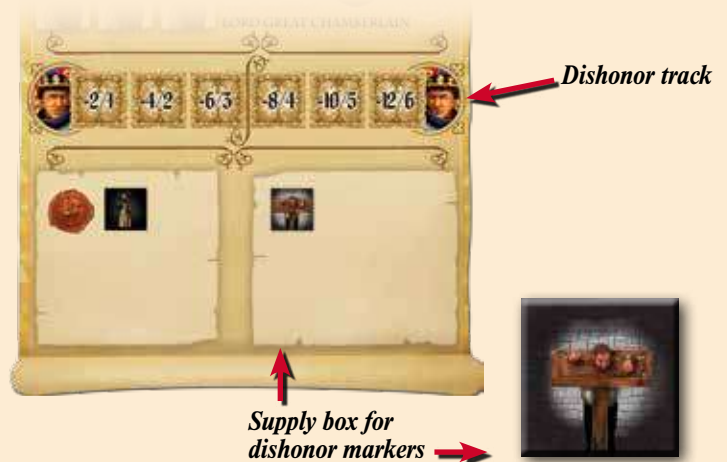 LORD GREAT CHAMBERLAIN
-2/1 -4/2 -6/3 -8/4 -10/5 -12/6
Dishonor track
Supply box for
dishonor markers